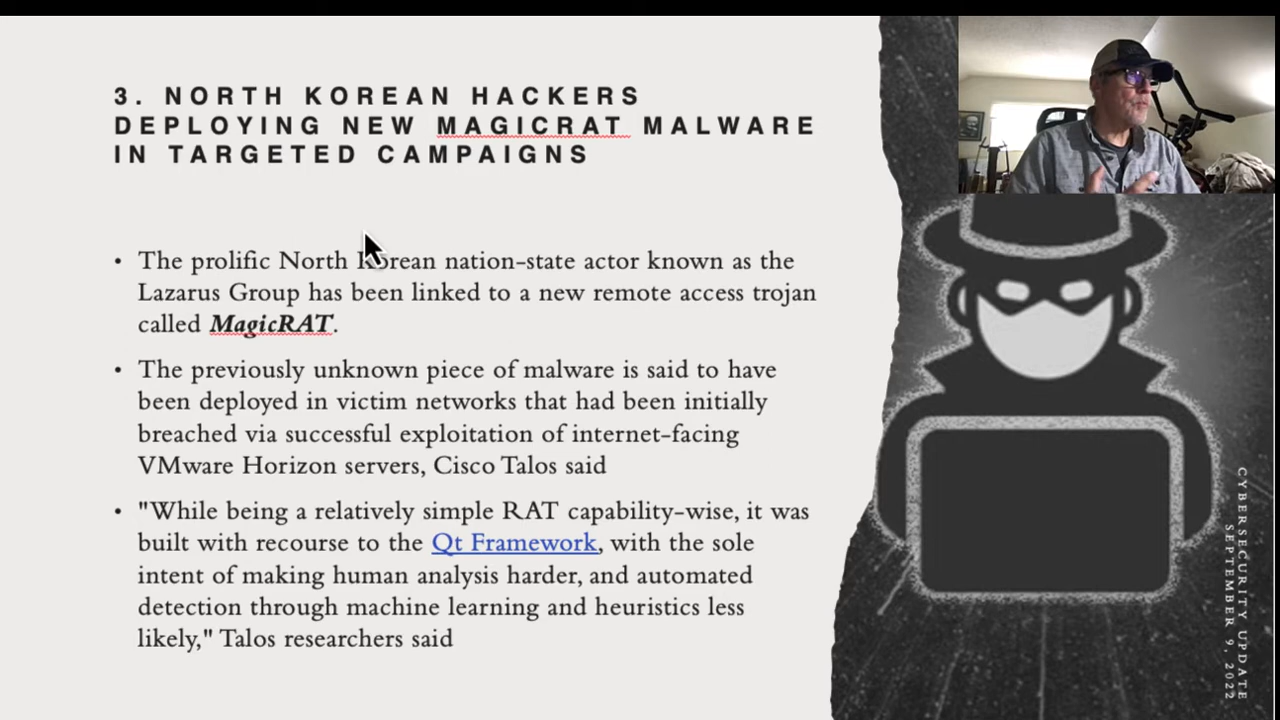 3. NORTH KOREAN HACKERS
DEPLOYING NEW MAGICRAT MALWARE
IN TARGETED CAMPAIGNS
• The prolific North Korean nation-state actor known as the
Lazarus Group has been linked to a new remote access trojan
called MagicRAT.
• The previously unknown piece of malware is said to have
been deployed in victim networks that had been initially
breached via successful exploitation of internet-facing
VMware Horizon servers, Cisco Talos said
• "While being a relatively simple RAT capability-wise, it was
built with recourse to the Qt Framework, with the sole
intent of making human analysis harder, and automated
detection through machine learning and heuristics less
likely," Talos researchers said
CYBERSECURITY UPDATE
SEPTEMBER 9, 2022